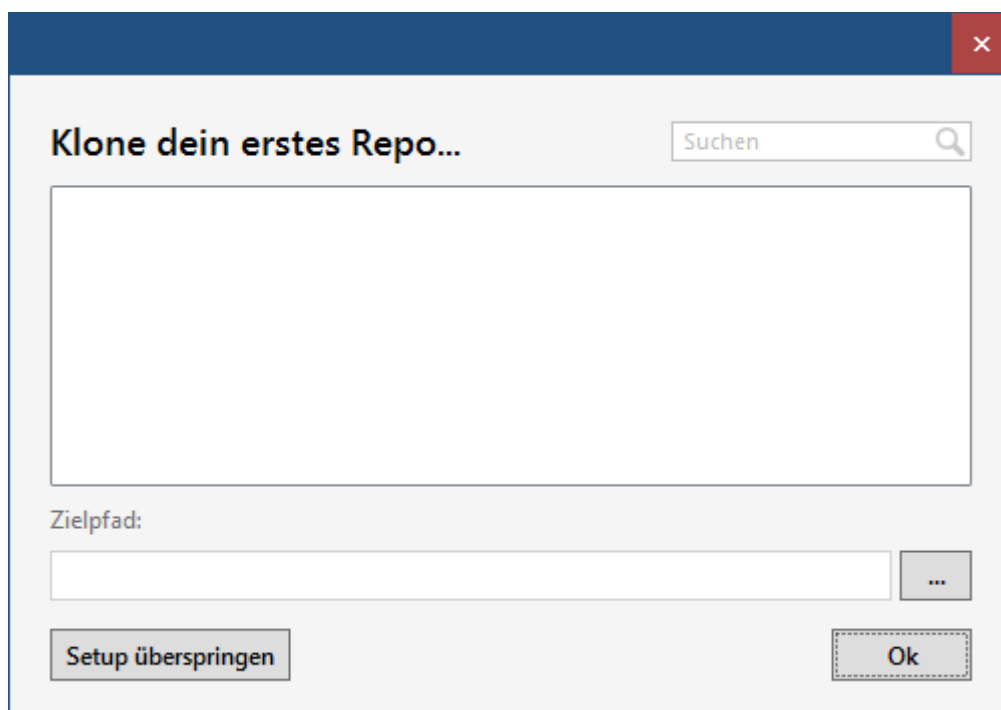 Klone dein erstes Repo...
Suchen
Zielpfad:
...
Setup überspringen
Ok